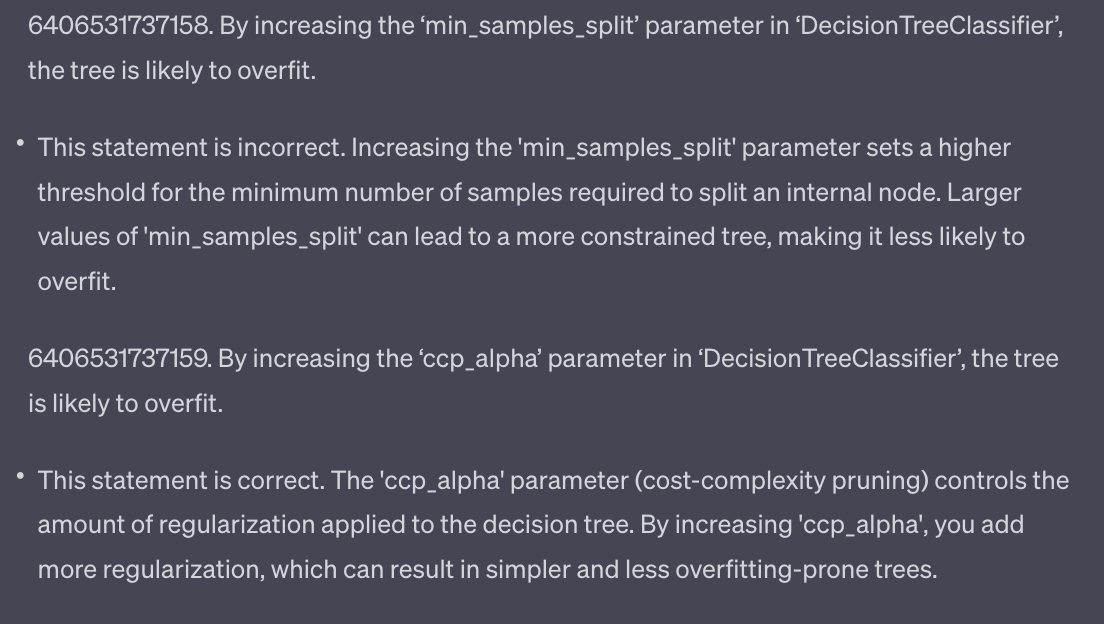 6406531737158. By increasing the ‘min_samples_split’ parameter in ‘DecisionTreeClassifier’,
the tree is likely to overfit.
• This statement is incorrect. Increasing the 'min_samples_split' parameter sets a higher
threshold for the minimum number of samples required to split an internal node. Larger
values of 'min_samples_split' can lead to a more constrained tree, making it less likely to
overfit.
6406531737159. By increasing the ‘ccp_alpha’ parameter in ‘DecisionTreeClassifier’, the tree
is likely to overfit.
• This statement is correct. The 'ccp_alpha' parameter (cost-complexity pruning) controls the
amount of regularization applied to the decision tree. By increasing 'ccp_alpha', you add
more regularization, which can result in simpler and less overfitting-prone trees.